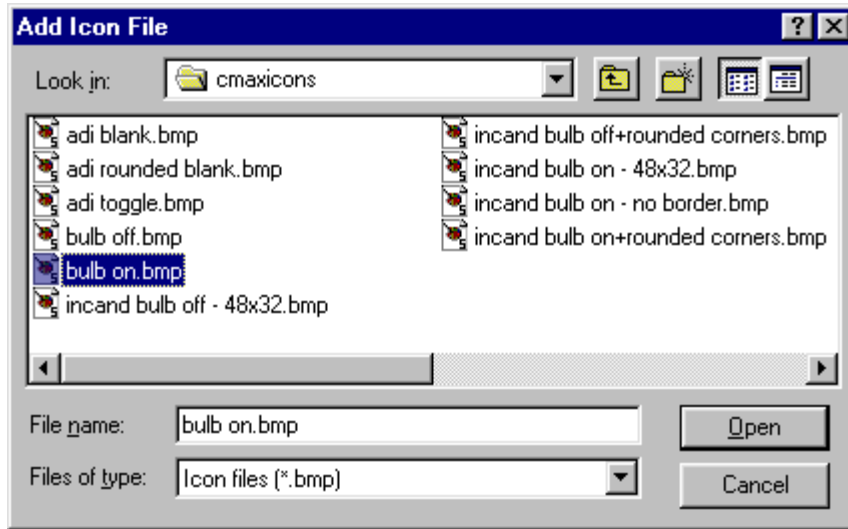 Add Icon File
Look in: cmaxicons
adi blank.bmp
adi rounded blank.bmp
adi toggle.bmp
bulb off.bmp
bulb on.bmp
incand bulb off - 48x32.bmp
incand bulb off+rounded corners.bmp
incand bulb on - 48x32.bmp
incand bulb on - no border.bmp
incand bulb on+rounded corners.bmp
File name: bulb on.bmp
Open
Files of type: Icon files (*.bmp)
Cancel